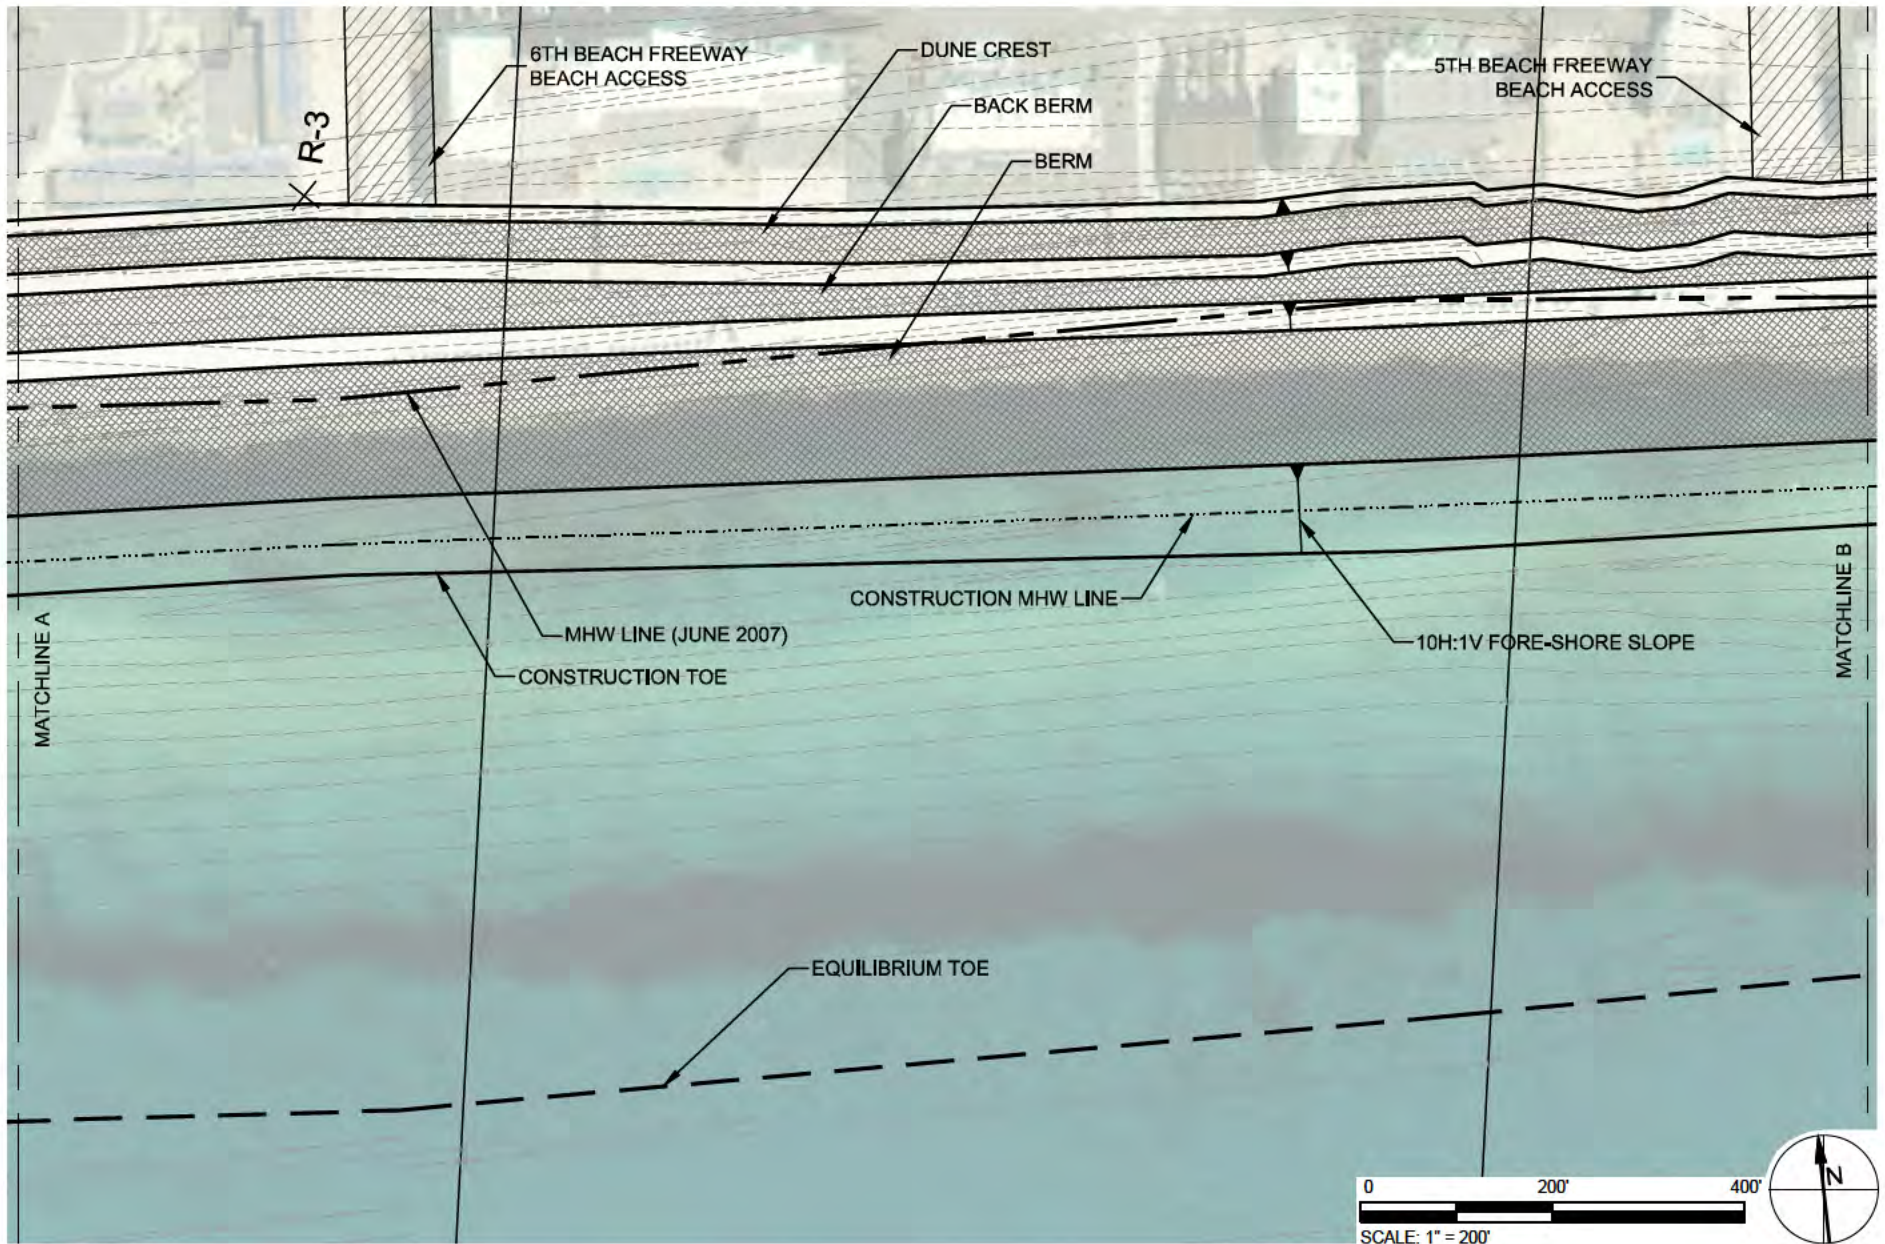 6TH BEACH FREEWAY
BEACH ACCESS
DUNE CREST
5TH BEACH FREEWAY
BEACH ACCESS
BACK BERM
R-3
BERM
CONSTRUCTION MHW LINE
MHW LINE (JUNE 2007)
10H:1V FORE-SHORE SLOPE
CONSTRUCTION TOE
MATCHLINE A
MATCHLINE B
EQUILIBRIUM TOE
0 200' 400'
SCALE: 1" = 200'
N